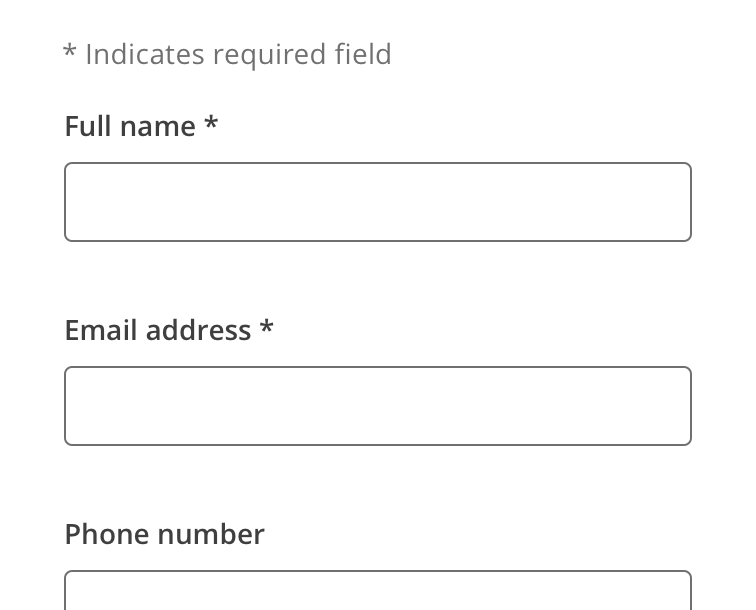 * Indicates required field
Full name *
Email address *
Phone number